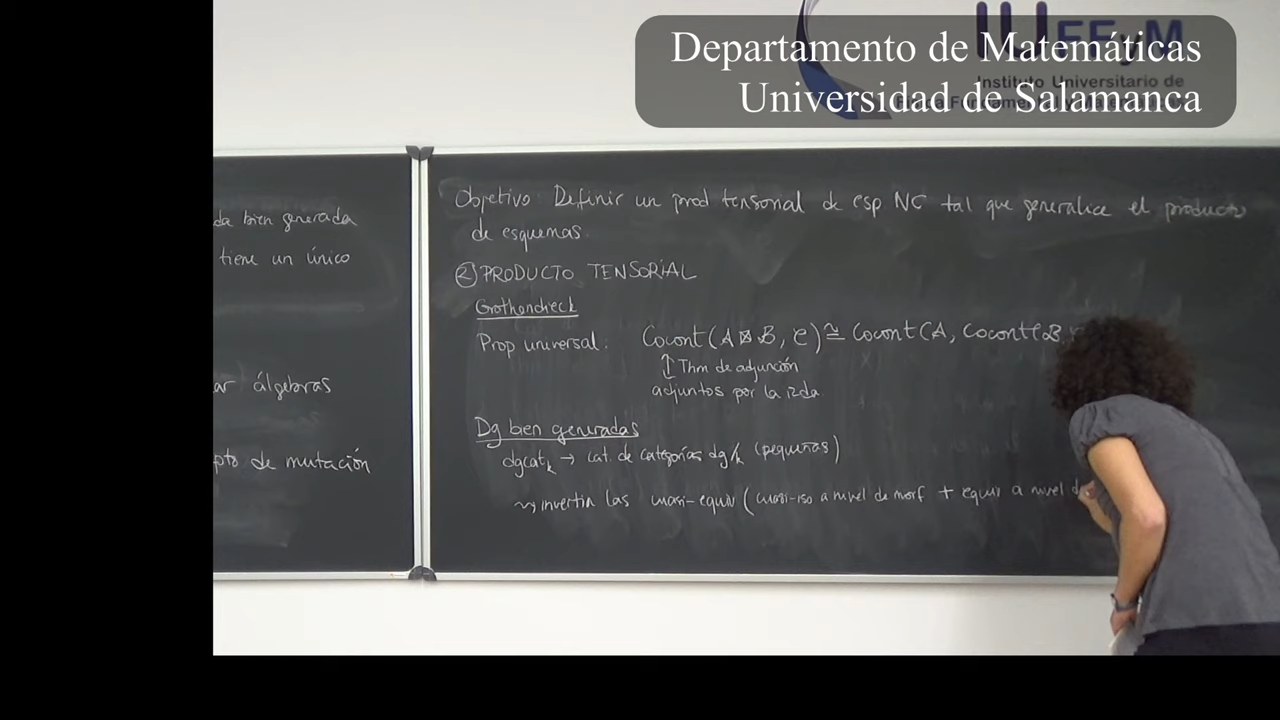 Departamento de Matemáticas
Universidad de Salamanca
IUFFyM
Instituto Universitario de
da bien generada
tiene un único
ar álgebras
pto de mutación
Objetivo: Definir un prod tensorial de esp NC tal que generalice el producto
de esquemas.
② PRODUCTO TENSORIAL
Grothendieck
Prop universal: Cocont(A ⊠ B, C) ≅ Cocont(A, Cocont(B,
↕ Thm de adjunción
adjuntos por la izda.
Dg bien generadas
dgcat_k → cat. de categorías dg/k (pequeñas)
⇝ invertir las cuasi-equiv (cuasi-iso a nivel de morf + equiv a nivel d